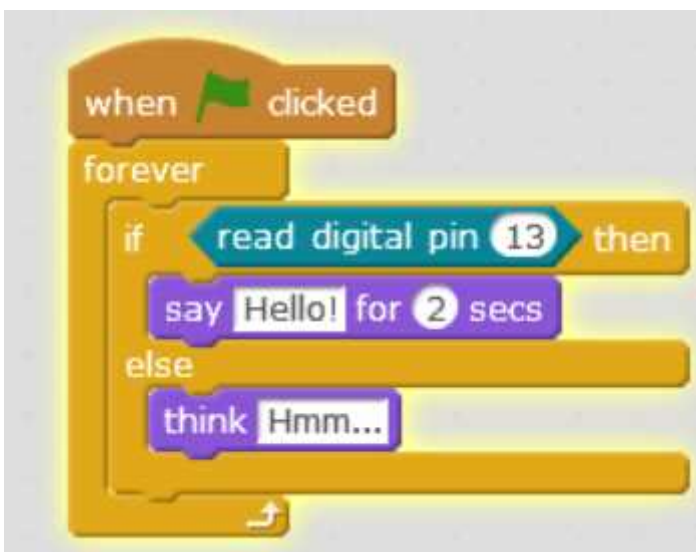 when clicked
forever
if read digital pin 13 then
say Hello! for 2 secs
else
think Hmm...